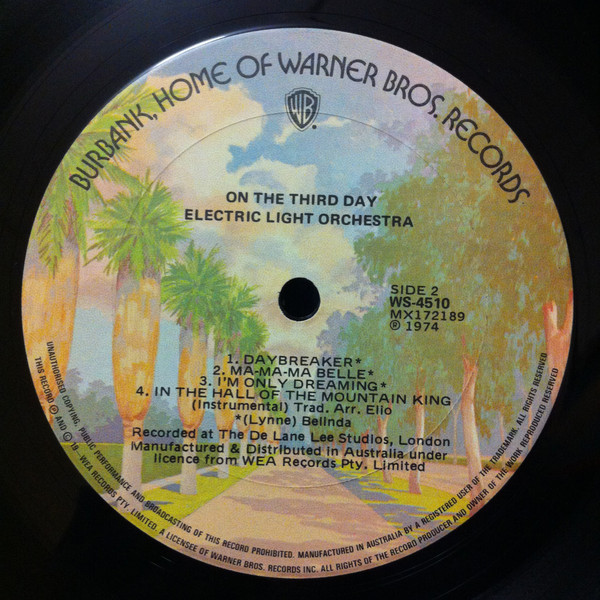 BURBANK, HOME OF WARNER BROS. RECORDS
WB
ON THE THIRD DAY
ELECTRIC LIGHT ORCHESTRA
SIDE 2
WS-4510
MX172189
℗ 1974
1. DAYBREAKER*
2. MA-MA-MA BELLE*
3. I'M ONLY DREAMING*
4. IN THE HALL OF THE MOUNTAIN KING
(Instrumental) Trad. Arr. Elio
*(Lynne) Belinda
Recorded at The De Lane Lee Studios, London
Manufactured & Distributed in Australia under
licence from WEA Records Pty. Limited
UNAUTHORISED COPYING, PUBLIC PERFORMANCE AND BROADCASTING OF THIS RECORD PROHIBITED. MANUFACTURED IN AUSTRALIA BY A REGISTERED USER OF THE TRADEMARK. ALL RIGHTS RESERVED
THIS RECORD ℗ AND © 19 - WEA RECORDS PTY. LIMITED. A LICENSEE OF WARNER BROS. RECORDS INC. ALL RIGHTS OF THE RECORD PRODUCER AND OWNER OF THE WORK REPRODUCED RESERVED